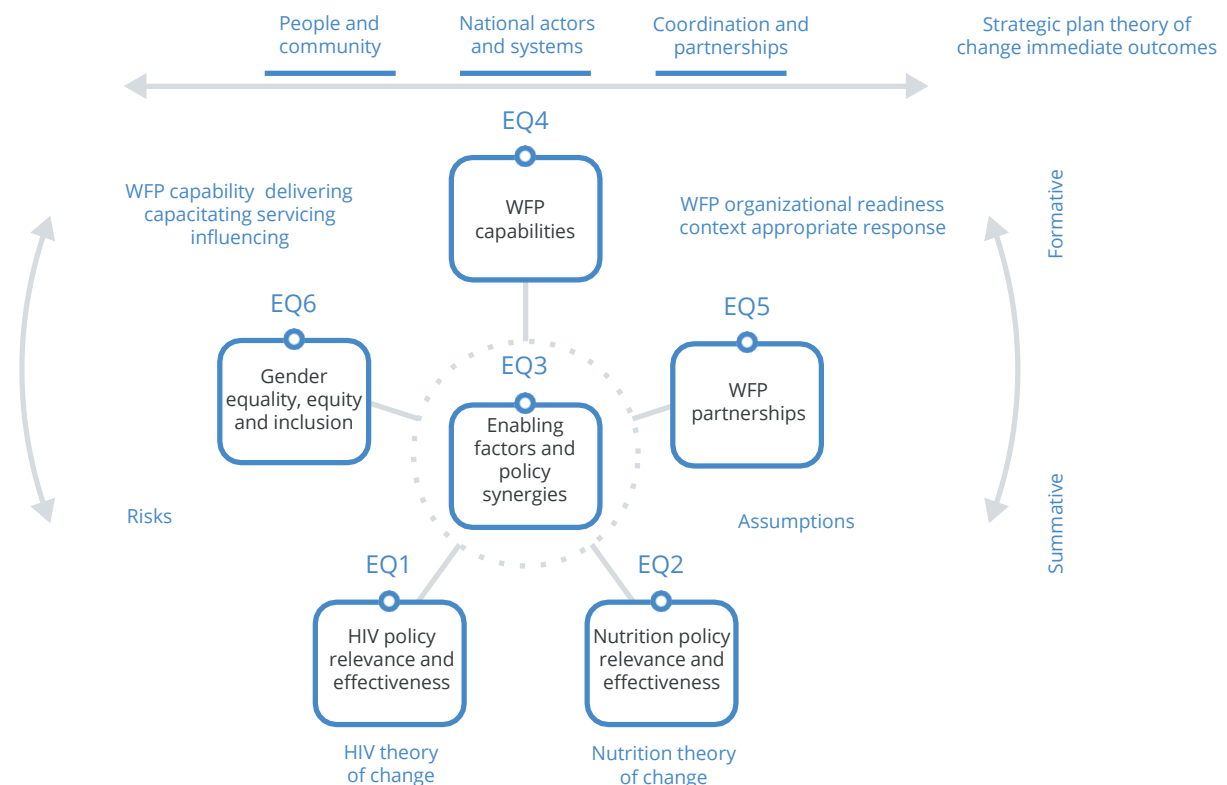 People and
community
National actors
and systems
Coordination and
partnerships
Strategic plan theory of
change immediate outcomes
EQ4
WFP
capabilities
WFP capability delivering
capacitating servicing
influencing
WFP organizational readiness
context appropriate response
Formative
EQ6
Gender
equality, equity
and inclusion
EQ3
Enabling
factors and
policy
synergies
EQ5
WFP
partnerships
Risks
Assumptions
Summative
EQ1
HIV policy
relevance and
effectiveness
HIV theory
of change
EQ2
Nutrition policy
relevance and
effectiveness
Nutrition theory
of change